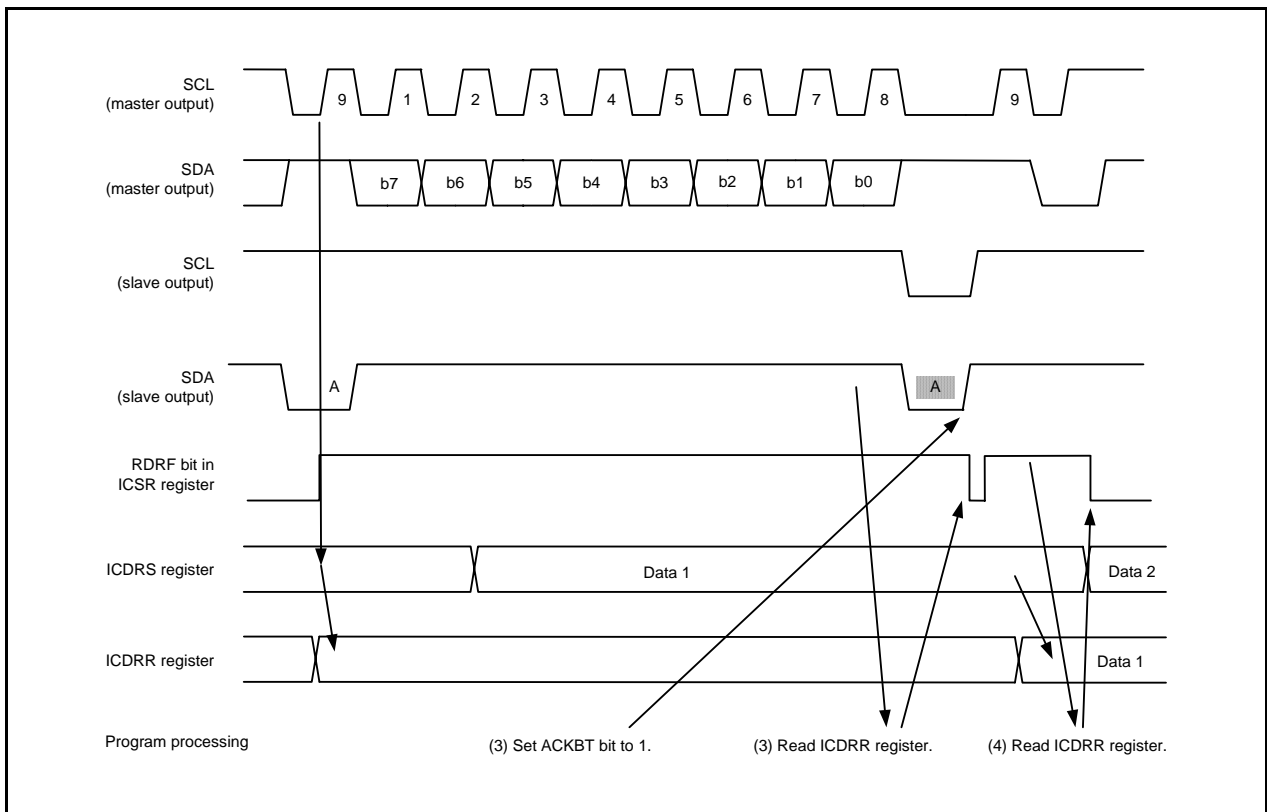 SCL
(master output)
9 1 2 3 4 5 6 7 8 9
SDA
(master output)
b7 b6 b5 b4 b3 b2 b1 b0
SCL
(slave output)
SDA
(slave output)
A A
RDRF bit in
ICSR register
ICDRS register
Data 1 Data 2
ICDRR register
Data 1
Program processing
(3) Set ACKBT bit to 1. (3) Read ICDRR register. (4) Read ICDRR register.